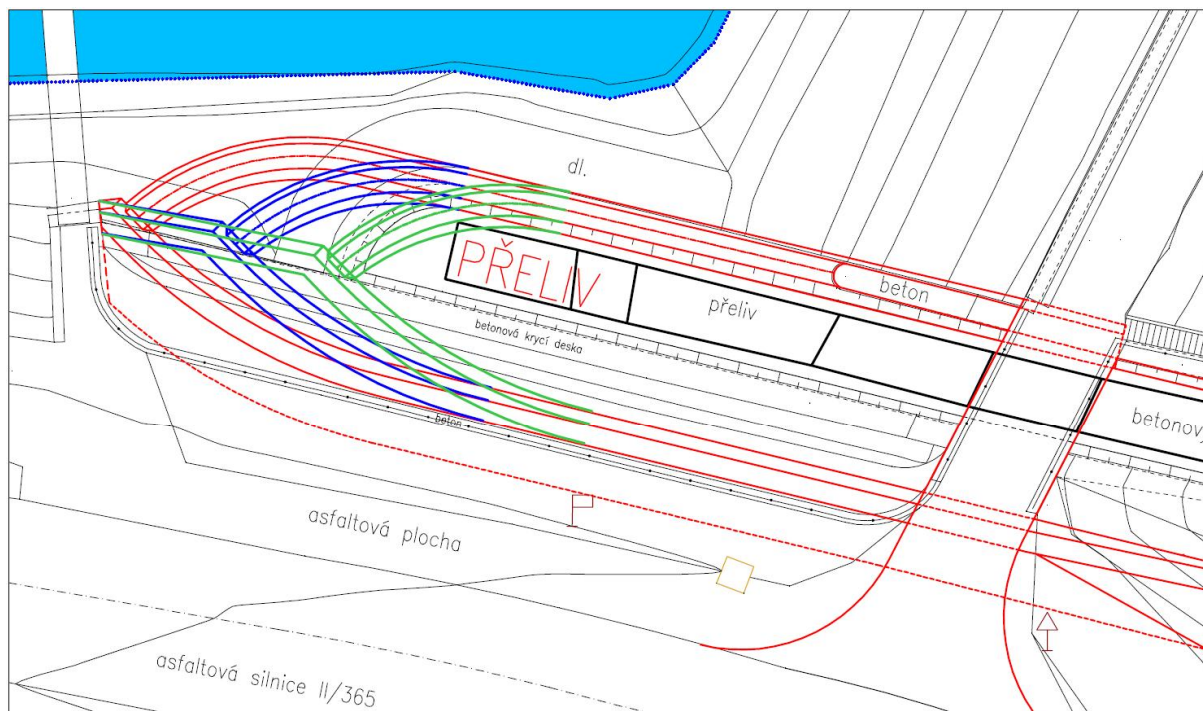 dl.
PŘELIV
beton
přeliv
betonová krycí deska
betonov
beton
asfaltová plocha
asfaltová silnice II/365